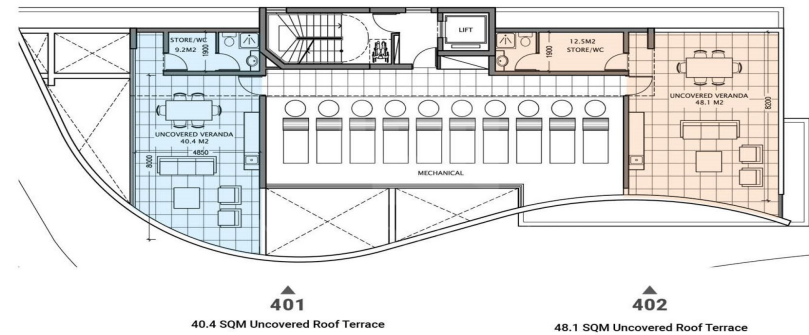 STORE/WC
9.2M2
1900
LIFT
1900
12.5M2
STORE/WC
UNCOVERED VERANDA
40.4 M2
4850
8000
MECHANICAL
UNCOVERED VERANDA
48.1 M2
8200
401
40.4 SQM Uncovered Roof Terrace
402
48.1 SQM Uncovered Roof Terrace